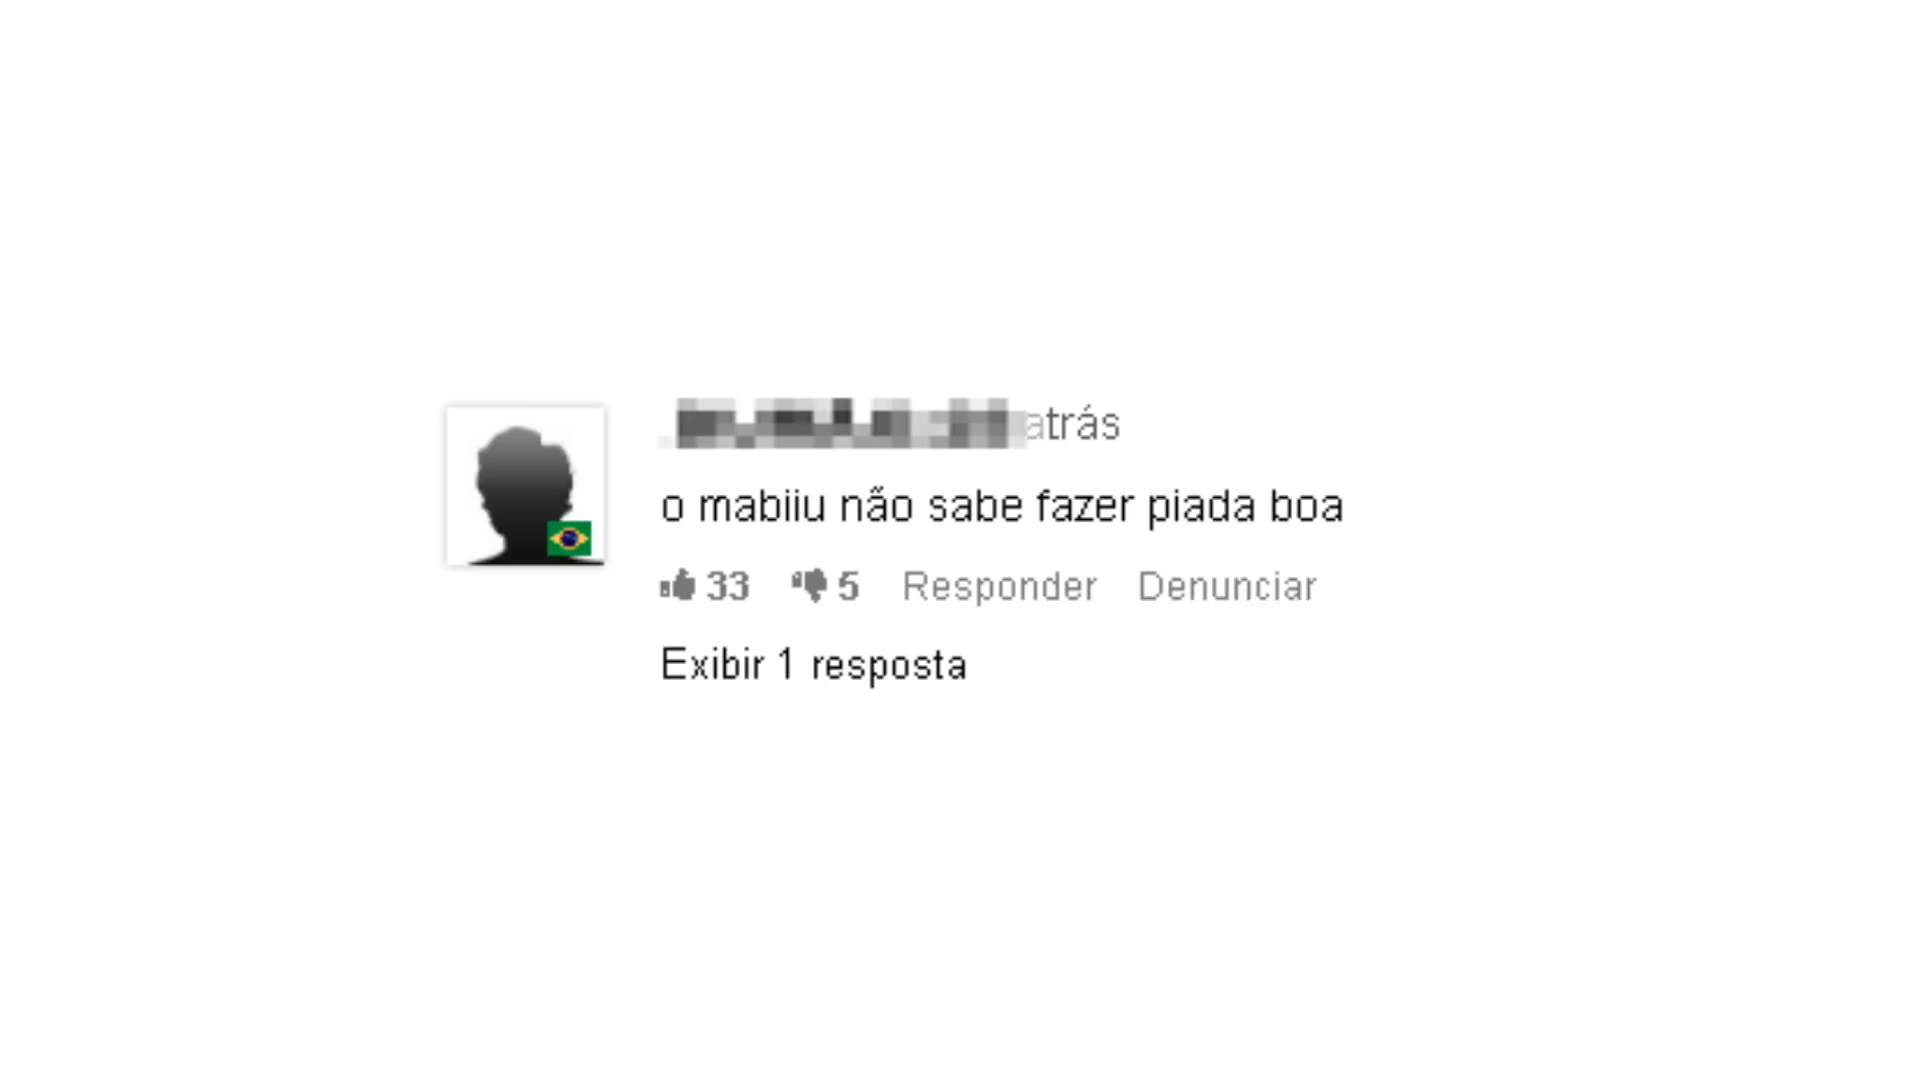 atrás
o mabiiu não sabe fazer piada boa
33 5 Responder Denunciar
Exibir 1 resposta